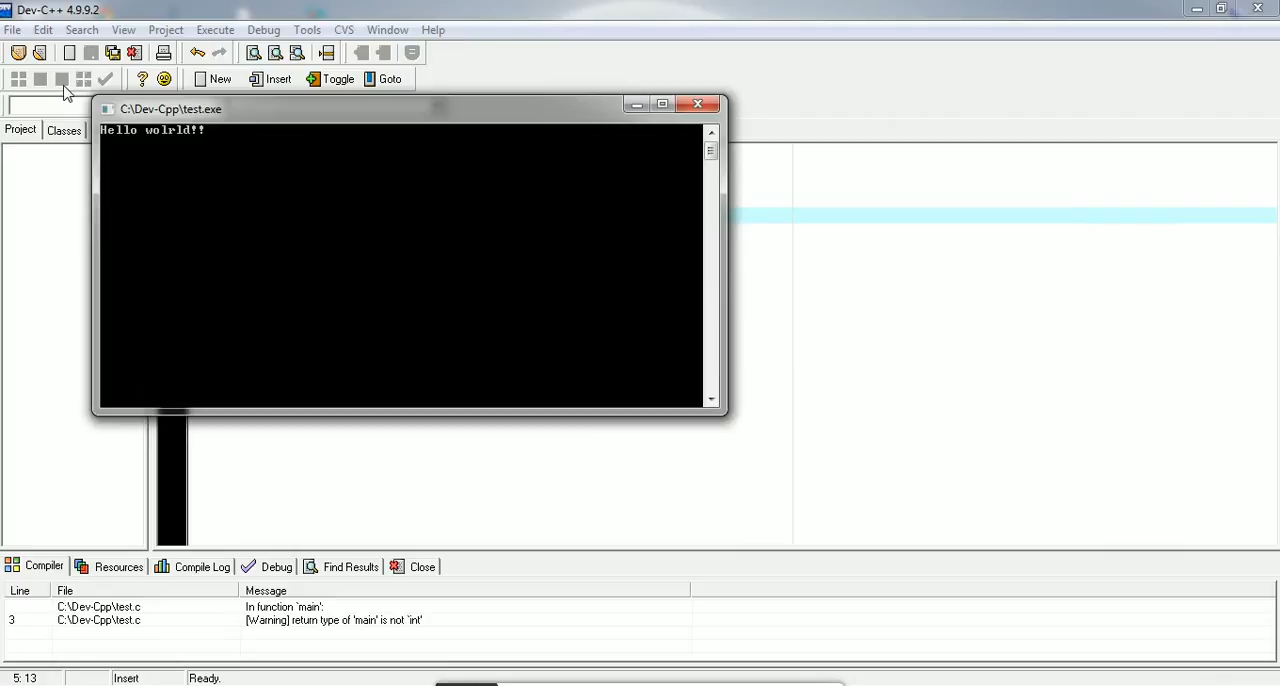 Dev-C++ 4.9.9.2
File Edit Search View Project Execute Debug Tools CVS Window Help
New Insert Toggle Goto
Project Classes
C:\Dev-Cpp\test.exe
Hello wolrld!!
Compiler Resources Compile Log Debug Find Results Close
Line File Message
C:\Dev-Cpp\test.c In function `main':
3 C:\Dev-Cpp\test.c [Warning] return type of 'main' is not `int'
5: 13 Insert Ready.